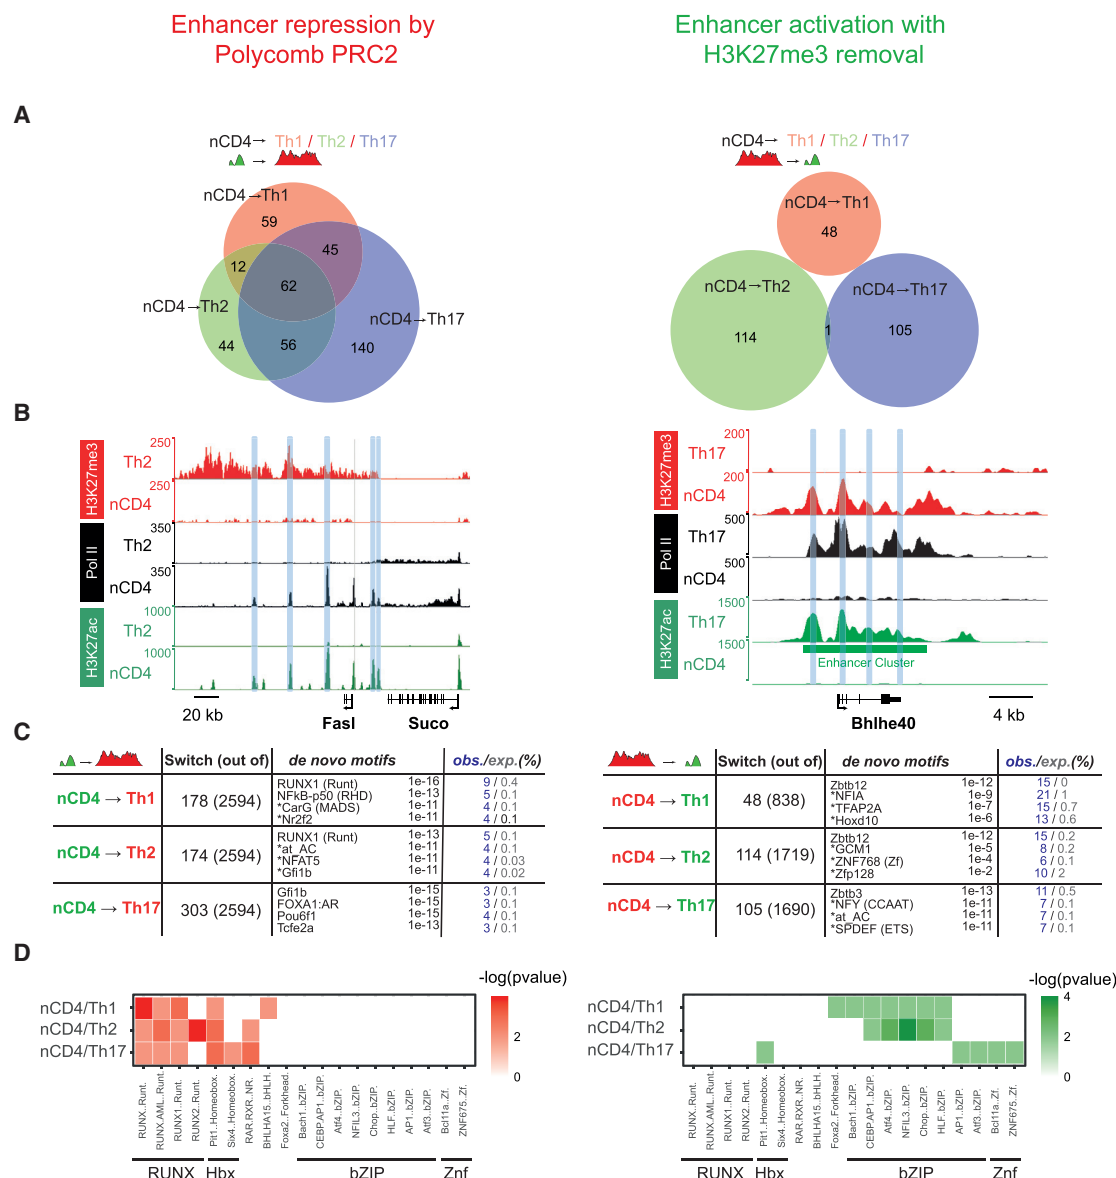 Enhancer repression by
Polycomb PRC2
Enhancer activation with
H3K27me3 removal
A
nCD4→ Th1 / Th2 / Th17
nCD4→Th1
59
45
12
62
nCD4→Th2
nCD4→Th17
44
56
140
nCD4→ Th1 / Th2 / Th17
nCD4→Th1
48
nCD4→Th2
nCD4→Th17
114
1
105
B
H3K27me3
250
Th2
250
nCD4
Pol II
350
Th2
350
nCD4
H3K27ac
1000
Th2
1000
nCD4
20 kb
Fasl
Suco
H3K27me3
200
Th17
200
nCD4
Pol II
500
Th17
500
nCD4
H3K27ac
1500
Th17
1500
nCD4
Enhancer Cluster
Bhlhe40
4 kb
C
→ Switch (out of) de novo motifs obs./exp.(%)
nCD4 → Th1 178 (2594)
RUNX1 (Runt) 1e-16 9 / 0.4
NFkB-p50 (RHD) 1e-13 5 / 0.1
*CarG (MADS) 1e-11 4 / 0.1
*Nr2f2 1e-11 4 / 0.1
nCD4 → Th2 174 (2594)
RUNX1 (Runt) 1e-13 5 / 0.1
*at_AC 1e-11 4 / 0.1
*NFAT5 1e-11 4 / 0.03
*Gfi1b 1e-11 4 / 0.02
nCD4 → Th17 303 (2594)
Gfi1b 1e-15 3 / 0.1
FOXA1:AR 1e-15 3 / 0.1
Pou6f1 1e-15 4 / 0.1
Tcfe2a 1e-13 3 / 0.1
→ Switch (out of) de novo motifs obs./exp.(%)
nCD4 → Th1 48 (838)
Zbtb12 1e-12 15 / 0
*NFIA 1e-9 21 / 1
*TFAP2A 1e-7 15 / 0.7
*Hoxd10 1e-6 13 / 0.6
nCD4 → Th2 114 (1719)
Zbtb12 1e-12 15 / 0.2
*GCM1 1e-5 8 / 0.2
*ZNF768 (Zf) 1e-4 6 / 0.1
*Zfp128 1e-2 10 / 2
nCD4 → Th17 105 (1690)
Zbtb3 1e-13 11 / 0.5
*NFY (CCAAT) 1e-11 7 / 0.1
*at_AC 1e-11 7 / 0.1
*SPDEF (ETS) 1e-11 7 / 0.1
D
-log(pvalue)
nCD4/Th1
nCD4/Th2
nCD4/Th17
2
0
RUNX..Runt.
RUNX.AML..Runt.
RUNX1..Runt.
RUNX2..Runt.
Pit1..Homeobox.
Six4..Homeobox.
RAR.RXR..NR.
BHLHA15..bHLH.
Foxa2..Forkhead.
Bach1..bZIP.
CEBP.AP1..bZIP.
Atf4..bZIP.
NFIL3..bZIP.
Chop..bZIP.
HLF..bZIP.
AP1..bZIP.
Atf3..bZIP.
Bcl11a..Zf.
ZNF675..Zf.
RUNX Hbx bZIP Znf
-log(pvalue)
nCD4/Th1
nCD4/Th2
nCD4/Th17
4
2
0
RUNX..Runt.
RUNX.AML..Runt.
RUNX1..Runt.
RUNX2..Runt.
Pit1..Homeobox.
Six4..Homeobox.
RAR.RXR..NR.
BHLHA15..bHLH.
Foxa2..Forkhead.
Bach1..bZIP.
CEBP.AP1..bZIP.
Atf4..bZIP.
NFIL3..bZIP.
Chop..bZIP.
HLF..bZIP.
AP1..bZIP.
Atf3..bZIP.
Bcl11a..Zf.
ZNF675..Zf.
RUNX Hbx bZIP Znf